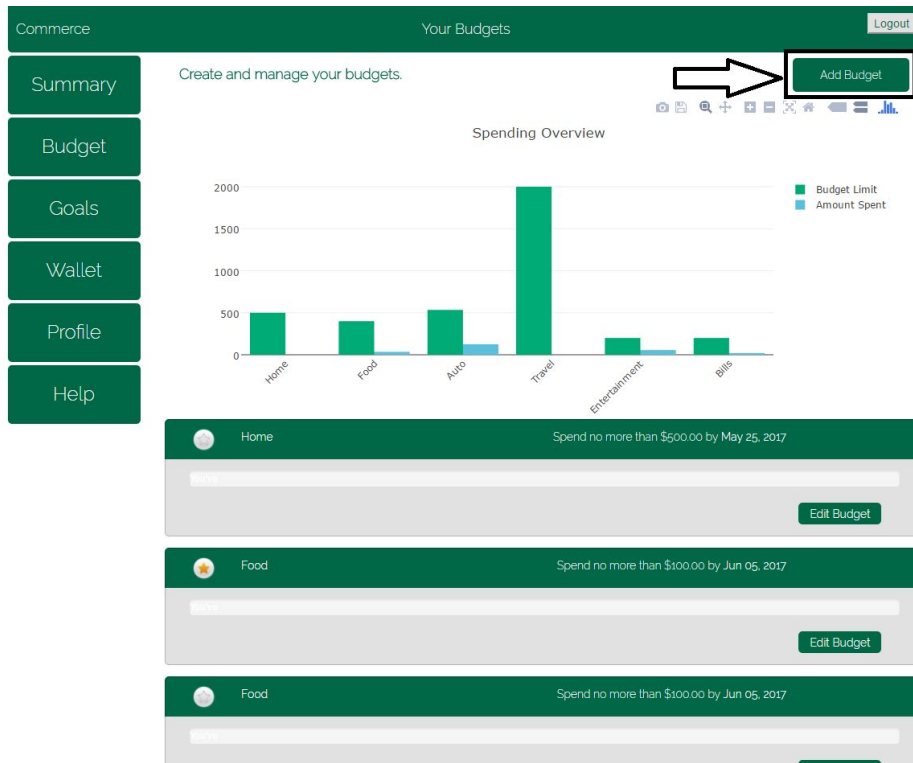 Commerce
Your Budgets
Logout
Summary
Create and manage your budgets.
Add Budget
Budget
Goals
Wallet
Profile
Help
Spending Overview
2000
1500
1000
500
0
Home
Food
Auto
Travel
Entertainment
Bills
Budget Limit
Amount Spent
Home
Spend no more than $500.00 by May 25, 2017
Edit Budget
Food
Spend no more than $100.00 by Jun 05, 2017
Edit Budget
Food
Spend no more than $100.00 by Jun 05, 2017